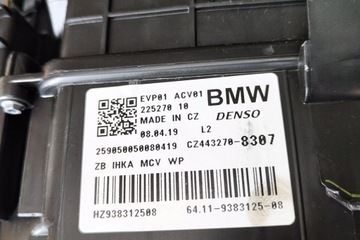 EVP01 ACV01 BMW
225270 10
MADE IN CZ DENSO
08.04.19 L2
259050050080419 CZ443270-8307
ZB IHKA MCV WP
HZ938312508 64.11-9383125-08